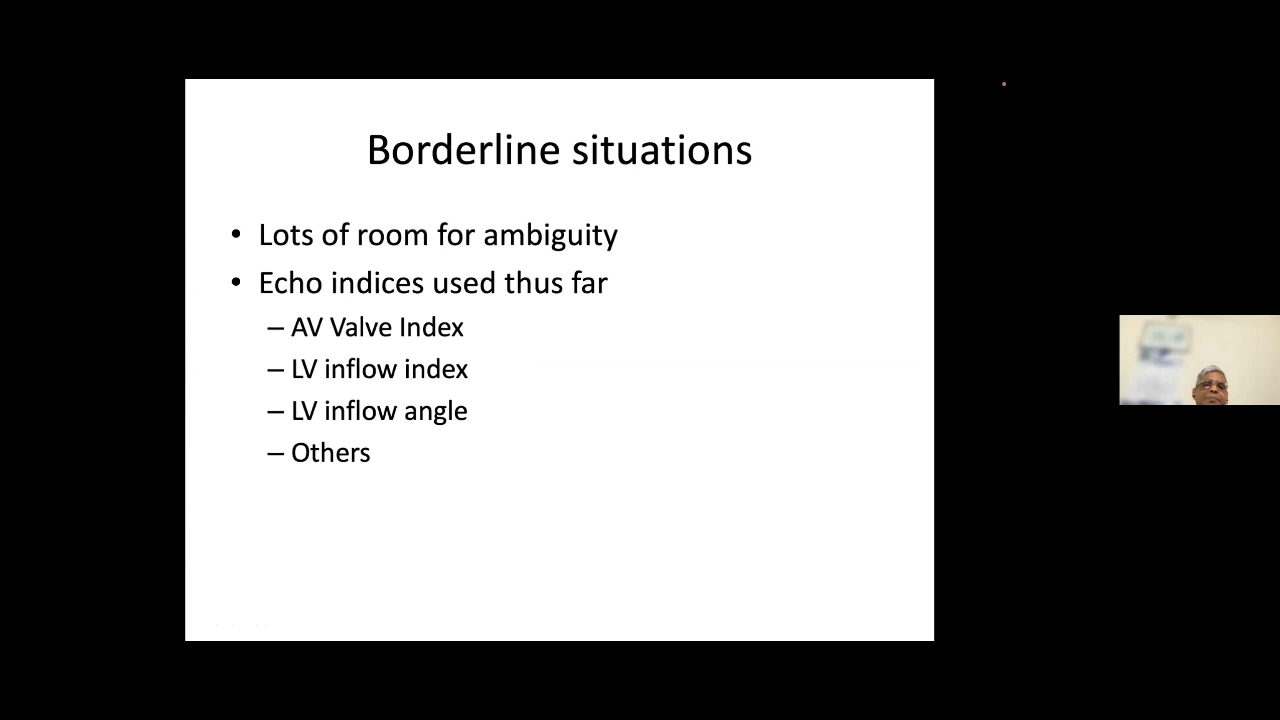 Borderline situations
• Lots of room for ambiguity
• Echo indices used thus far
– AV Valve Index
– LV inflow index
– LV inflow angle
– Others